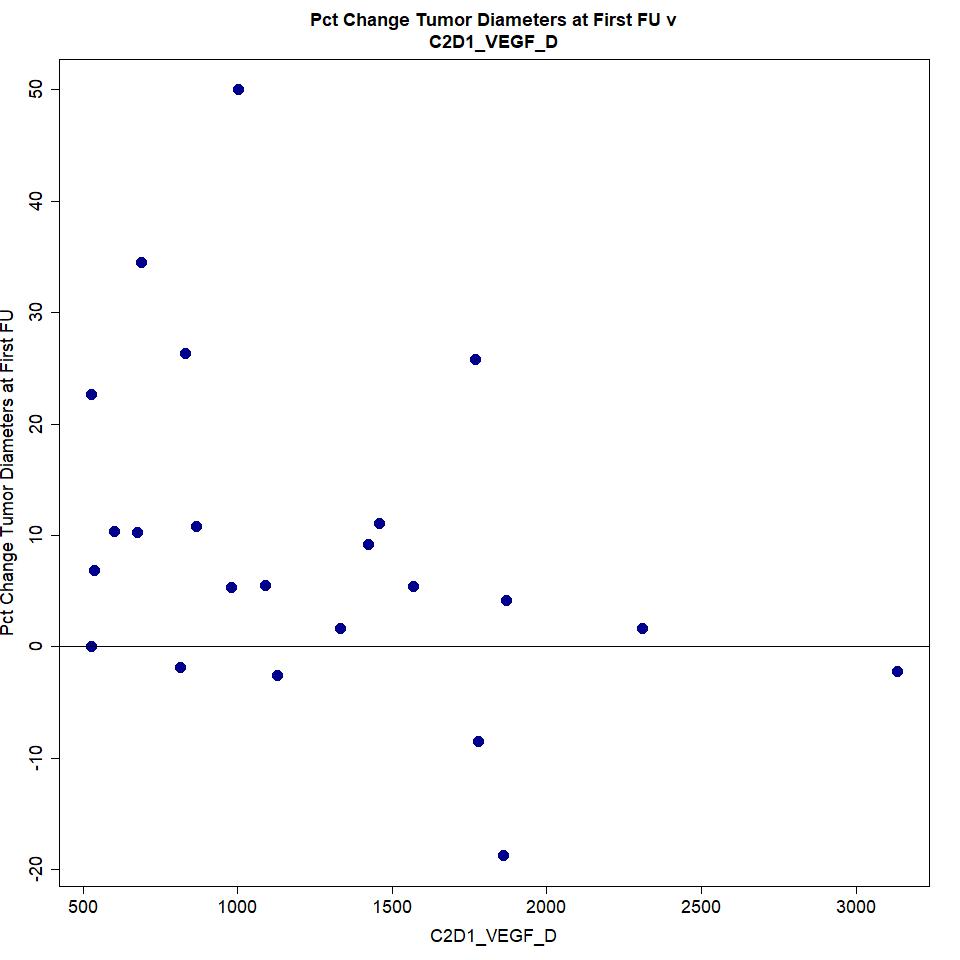 Pct Change Tumor Diameters at First FU v
C2D1_VEGF_D
Pct Change Tumor Diameters at First FU
50
40
30
20
10
0
-10
-20
500 1000 1500 2000 2500 3000
C2D1_VEGF_D